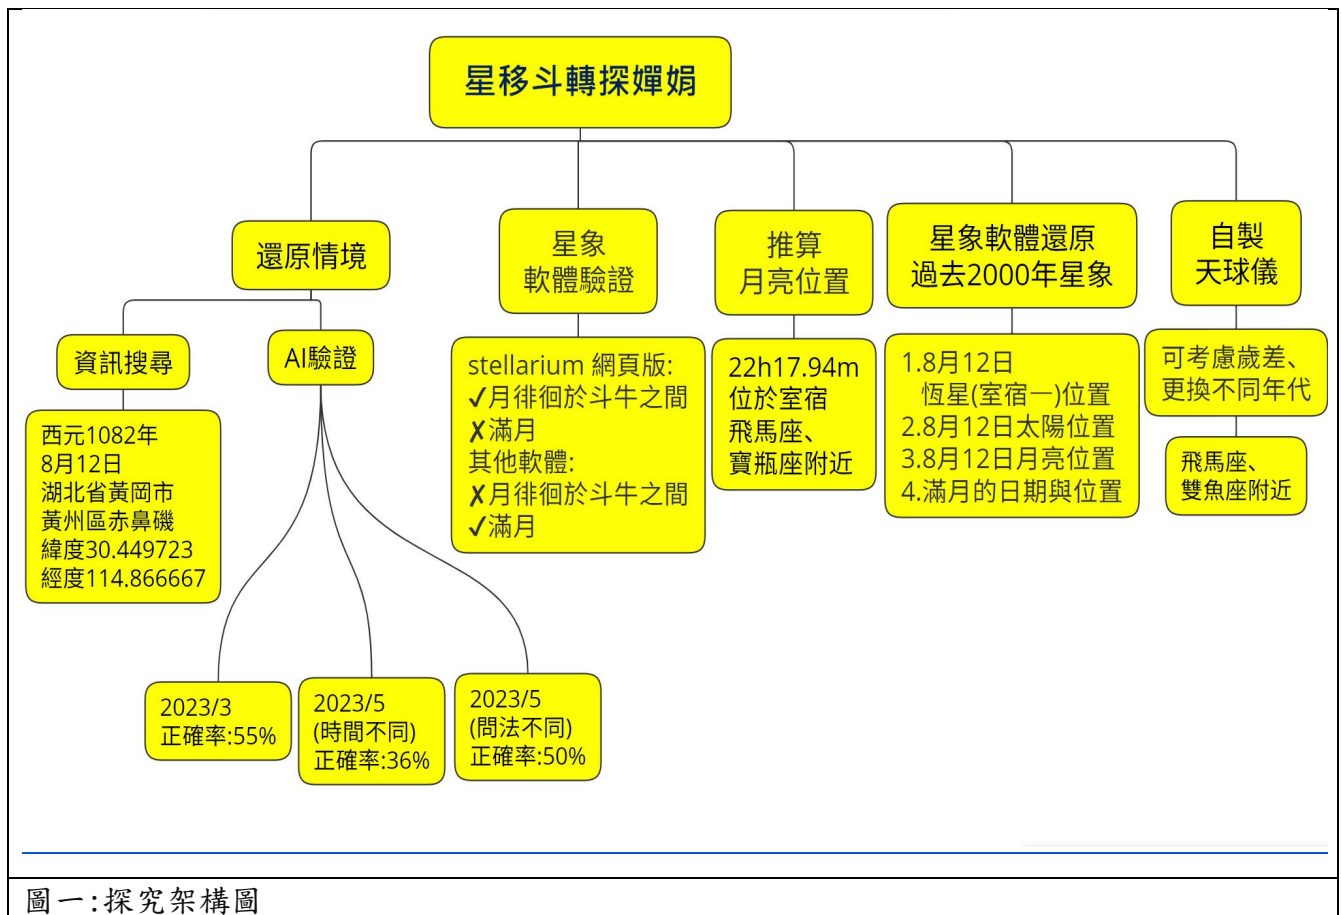 星移斗轉探嬋娟
還原情境
資訊搜尋
西元1082年
8月12日
湖北省黃岡市
黃州區赤鼻磯
緯度30.449723
經度114.866667
AI驗證
2023/3
正確率:55%
2023/5
(時間不同)
正確率:36%
2023/5
(問法不同)
正確率:50%
星象
軟體驗證
stellarium 網頁版:
✓月徘徊於斗牛之間
✗滿月
其他軟體:
✗月徘徊於斗牛之間
✓滿月
推算
月亮位置
22h17.94m
位於室宿
飛馬座、
寶瓶座附近
星象軟體還原
過去2000年星象
1.8月12日
恆星(室宿一)位置
2.8月12日太陽位置
3.8月12日月亮位置
4.滿月的日期與位置
自製
天球儀
可考慮歲差、
更換不同年代
飛馬座、
雙魚座附近
圖一:探究架構圖